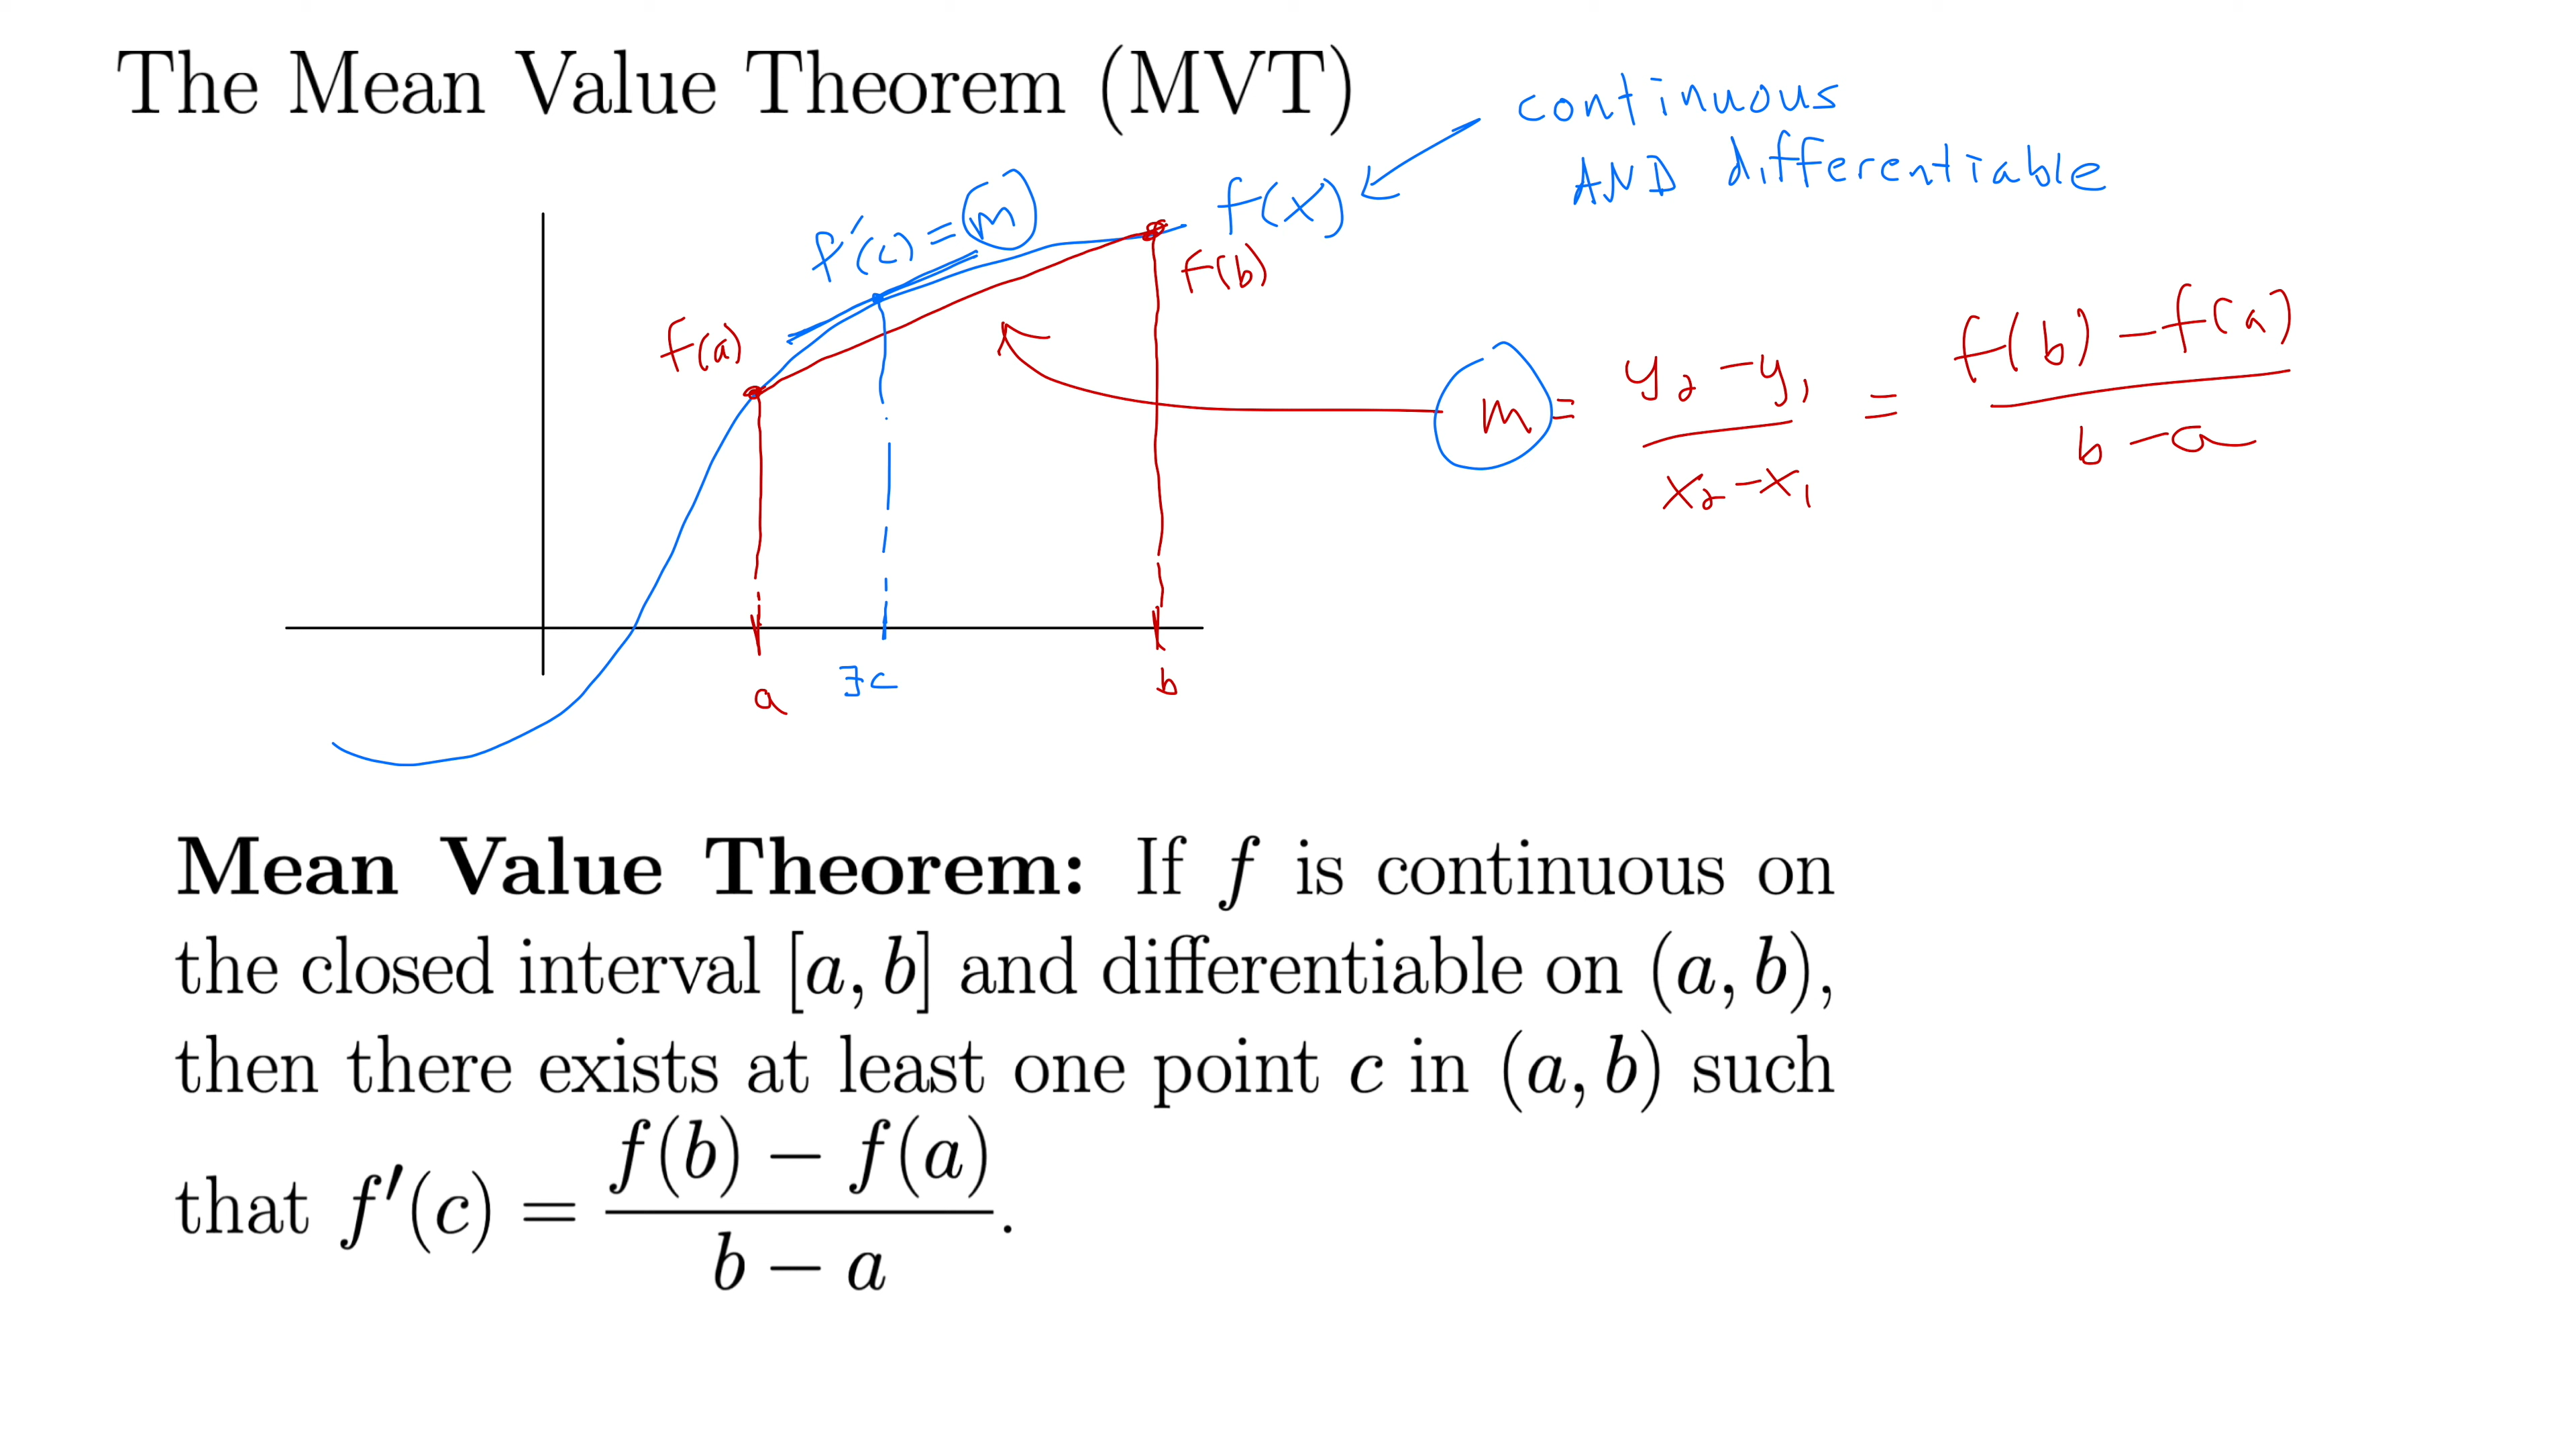 The Mean Value Theorem (MVT)
continuous
AND differentiable
f'(c) = m
f(x)
f(a)
f(b)
m = y₂ - y₁ / x₂ - x₁ = f(b) - f(a) / b - a
a
∃c
b
Mean Value Theorem: If f is continuous on
the closed interval [a, b] and differentiable on (a, b),
then there exists at least one point c in (a, b) such
that f′(c) = f(b) − f(a) / b − a.